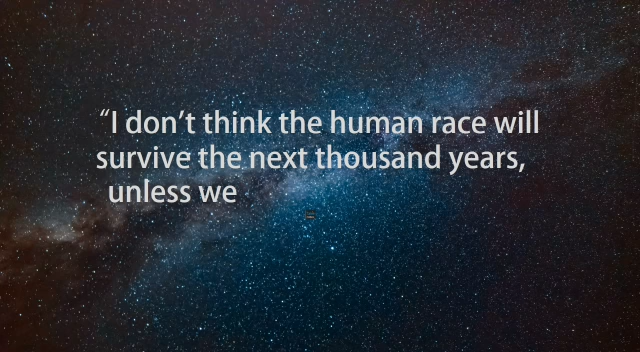 “I don’t think the human race will
survive the next thousand years,
unless we